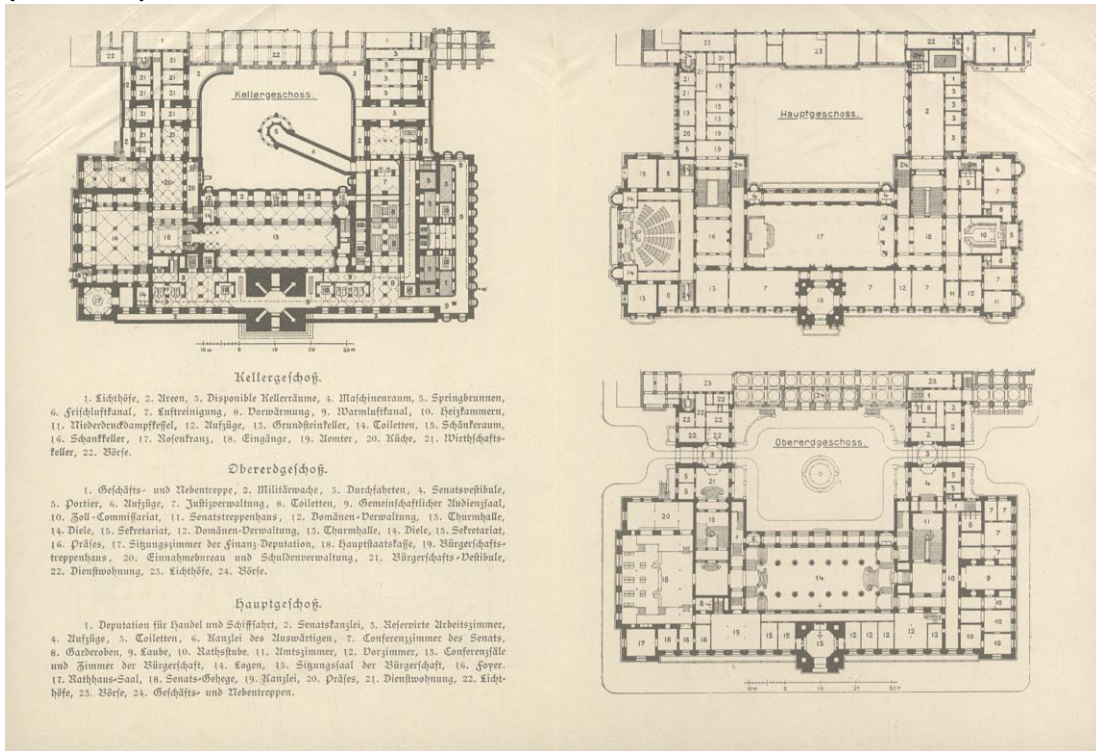 Kellergeschoss.
Hauptgeschoss.
Obererdgeschoss.
Kellergeschoß.
1. Lichthöfe, 2. Areen, 3. Disponible Kellerräume, 4. Maschinenraum, 5. Springbrunnen,
6. Frischluftkanal, 7. Luftreinigung, 8. Vorwärmung, 9. Warmluftkanal, 10. Heizkammern,
11. Niederdruckdampfkessel, 12. Aufzüge, 13. Grundsteinkeller, 14. Toiletten, 15. Schänkeraum,
16. Schankkeller, 17. Rosenkranz, 18. Eingänge, 19. Aemter, 20. Küche, 21. Wirthschafts-
keller, 22. Börse.
Obererdgeschoß.
1. Geschäfts- und Nebentreppe, 2. Militärwache, 3. Durchfahrten, 4. Senatsvestibule,
5. Portier, 6. Aufzüge, 7. Justizverwaltung, 8. Toiletten, 9. Gemeinschaftlicher Audienzsaal,
10. Zoll-Commissariat, 11. Senatstreppenhaus, 12. Domänen-Verwaltung, 13. Thurmhalle,
14. Diele, 15. Sekretariat, 12. Domänen-Verwaltung, 13. Thurmhalle, 14. Diele, 15. Sekretariat,
16. Präses, 17. Sitzungszimmer der Finanz-Deputation, 18. Hauptstaatskasse, 19. Bürgerschafts-
treppenhaus, 20. Einnahmebureau und Schuldenverwaltung, 21. Bürgerschafts-Vestibule,
22. Dienstwohnung, 23. Lichthöfe, 24. Börse.
Hauptgeschoß.
1. Deputation für Handel und Schifffahrt, 2. Senatskanzlei, 3. Reservirte Arbeitszimmer,
4. Aufzüge, 5. Toiletten, 6. Kanzlei des Auswärtigen, 7. Conferenzzimmer des Senats,
8. Garderoben, 9. Laube, 10. Rathsstube. 11. Amtszimmer, 12. Vorzimmer, 13. Conferenzsäle
und Zimmer der Bürgerschaft, 14. Logen, 15. Sitzungssaal der Bürgerschaft, 16. Foyer.
17. Rathhaus-Saal, 18. Senats-Gehege, 19. Kanzlei, 20. Präses, 21. Dienstwohnung, 22. Licht-
höfe, 23. Börse, 24. Geschäfts- und Nebentreppen.